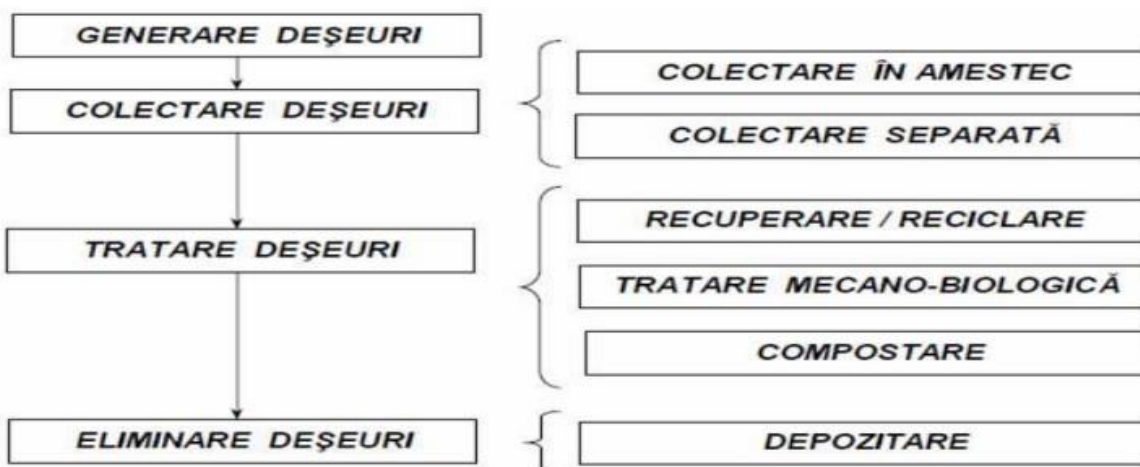 GENERARE DEŞEURI
COLECTARE DEŞEURI
COLECTARE ÎN AMESTEC
COLECTARE SEPARATĂ
TRATARE DEŞEURI
RECUPERARE / RECICLARE
TRATARE MECANO-BIOLOGICĂ
COMPOSTARE
ELIMINARE DEŞEURI
DEPOZITARE